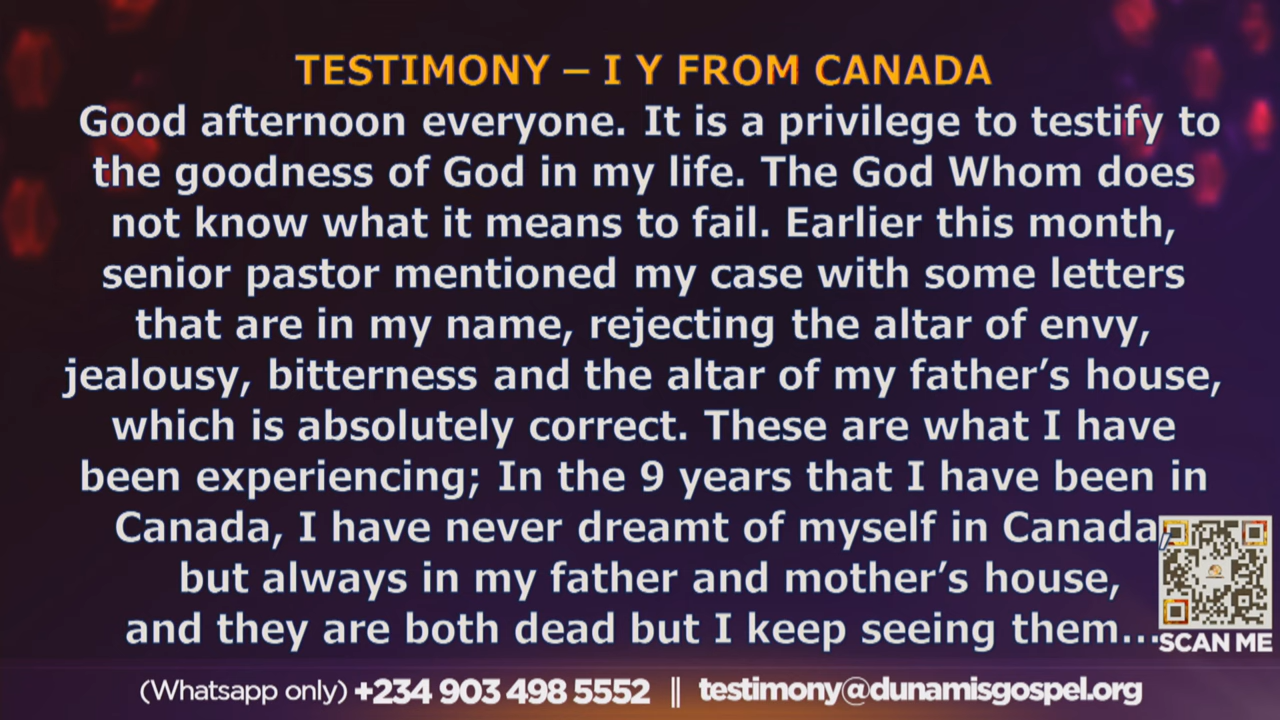 TESTIMONY – I Y FROM CANADA
Good afternoon everyone. It is a privilege to testify to
the goodness of God in my life. The God Whom does
not know what it means to fail. Earlier this month,
senior pastor mentioned my case with some letters
that are in my name, rejecting the altar of envy,
jealousy, bitterness and the altar of my father’s house,
which is absolutely correct. These are what I have
been experiencing; In the 9 years that I have been in
Canada, I have never dreamt of myself in Canada,
but always in my father and mother’s house,
and they are both dead but I keep seeing them...
SCAN ME
(Whatsapp only) +234 903 498 5552 || testimony@dunamisgospel.org